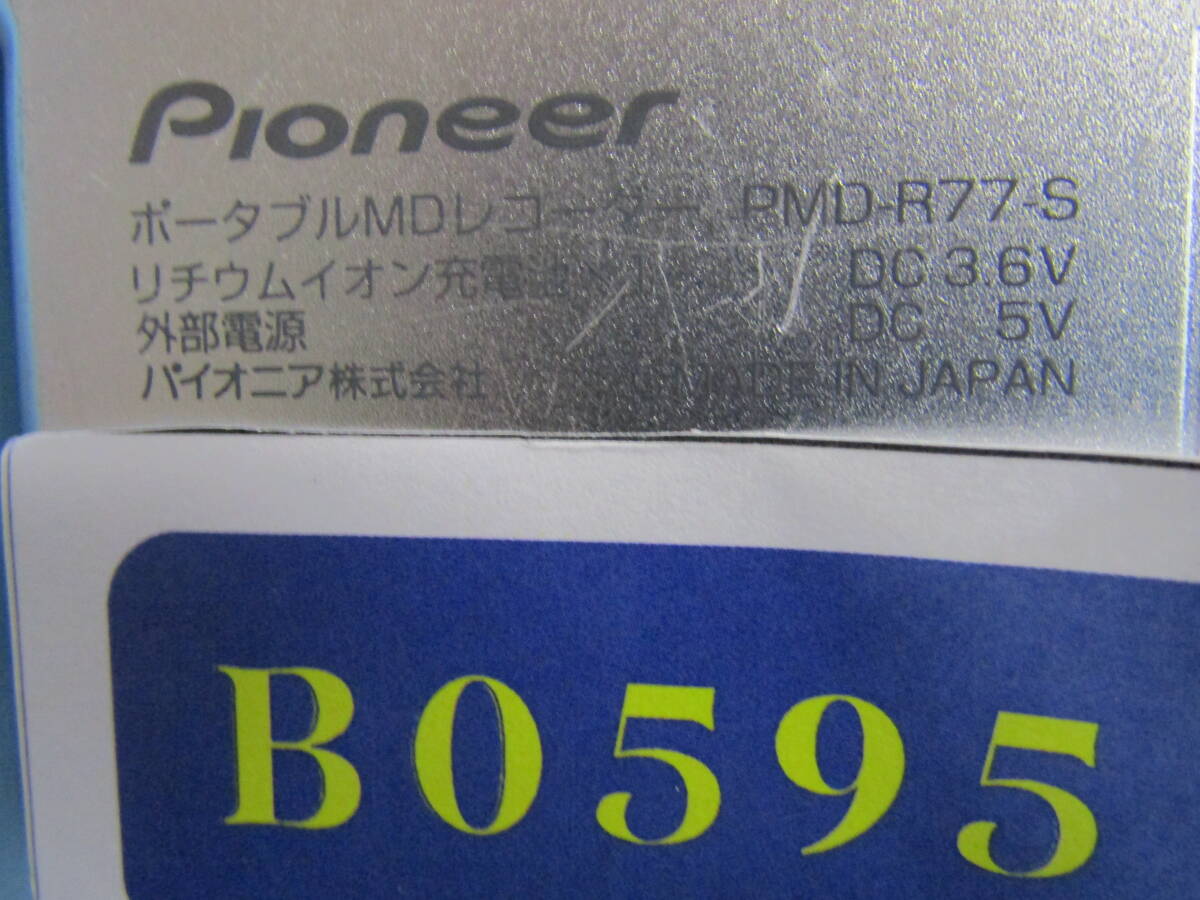 Pioneer
ポータブルMDレコーダー PMD-R77-S
リチウムイオン充電池 DC 3.6V
外部電源 DC 5V
パイオニア株式会社 MADE IN JAPAN
B0595